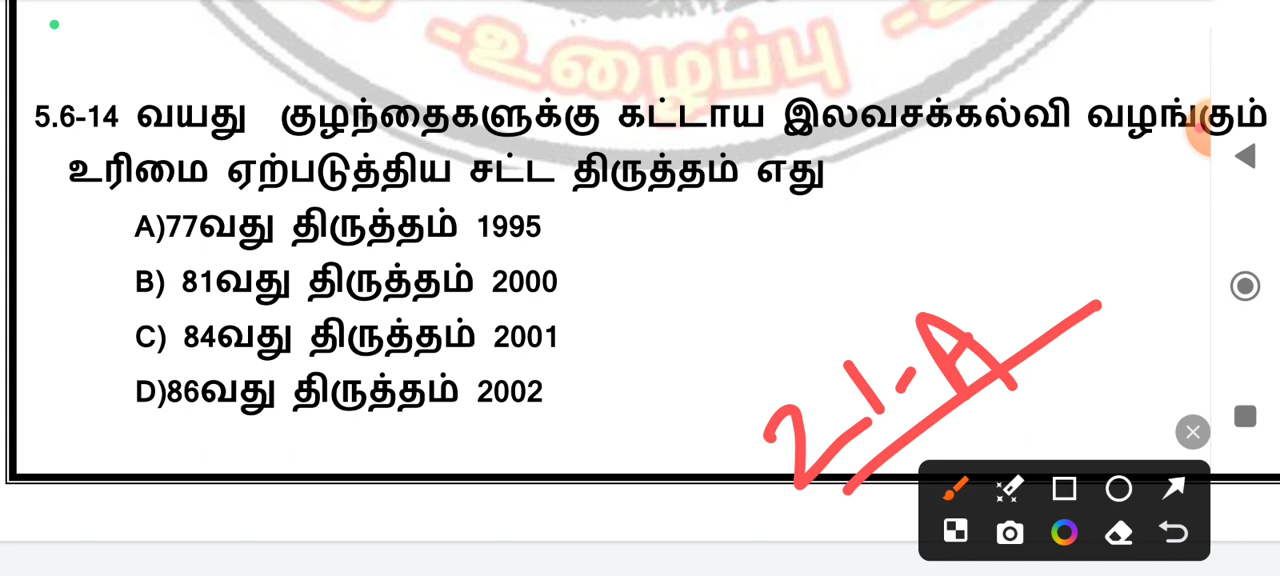 -உழைப்பு -உ
5.6-14 வயது குழந்தைகளுக்கு கட்டாய இலவசக்கல்வி வழங்கும்
உரிமை ஏற்படுத்திய சட்ட திருத்தம் எது
A)77வது திருத்தம் 1995
B) 81வது திருத்தம் 2000
C) 84வது திருத்தம் 2001
D)86வது திருத்தம் 2002
21-A